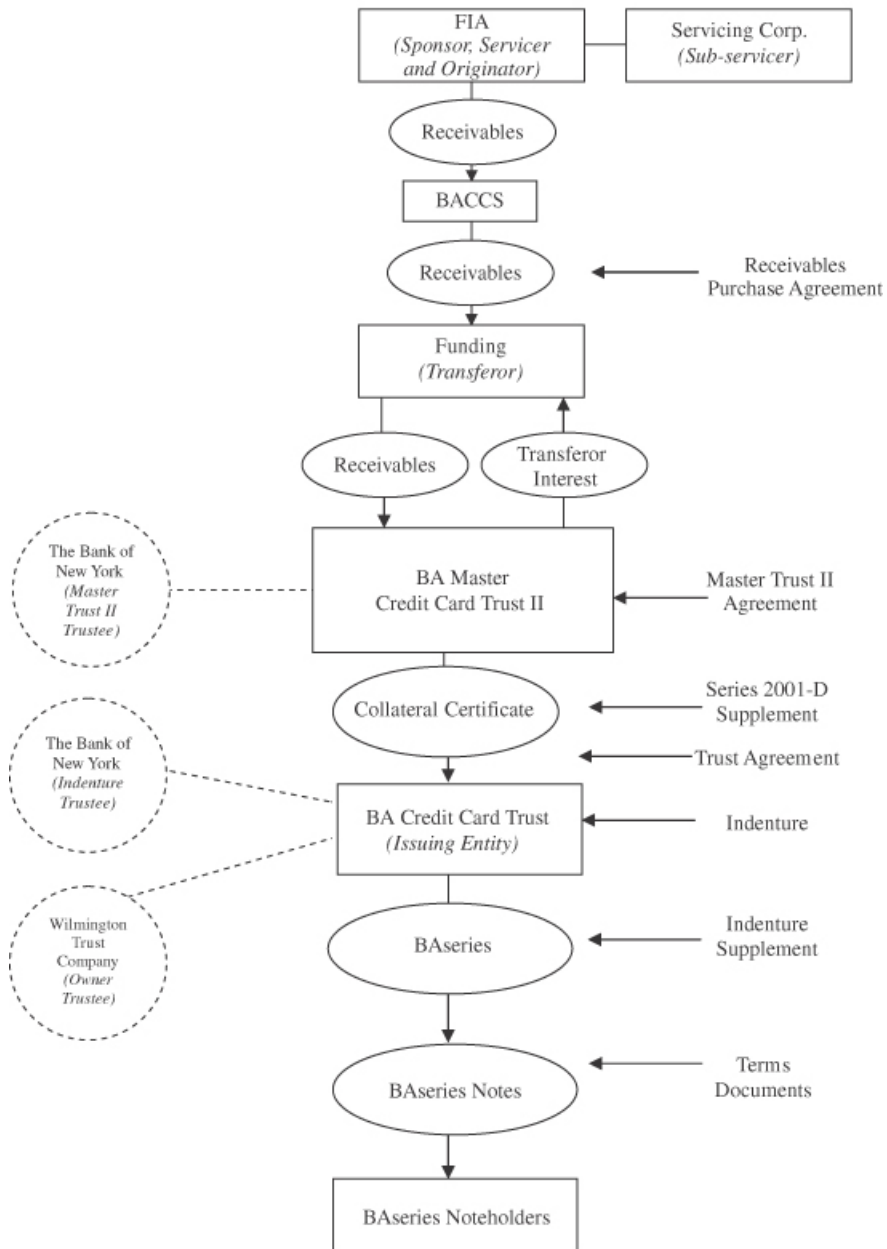 FIA
(Sponsor, Servicer
and Originator)
Servicing Corp.
(Sub-servicer)
Receivables
BACCS
Receivables
Receivables
Purchase Agreement
Funding
(Transferor)
Receivables
Transferor
Interest
The Bank of
New York
(Master
Trust II
Trustee)
BA Master
Credit Card Trust II
Master Trust II
Agreement
Collateral Certificate
Series 2001-D
Supplement
Trust Agreement
The Bank of
New York
(Indenture
Trustee)
BA Credit Card Trust
(Issuing Entity)
Indenture
Wilmington
Trust
Company
(Owner
Trustee)
BAseries
Indenture
Supplement
BAseries Notes
Terms
Documents
BAseries Noteholders